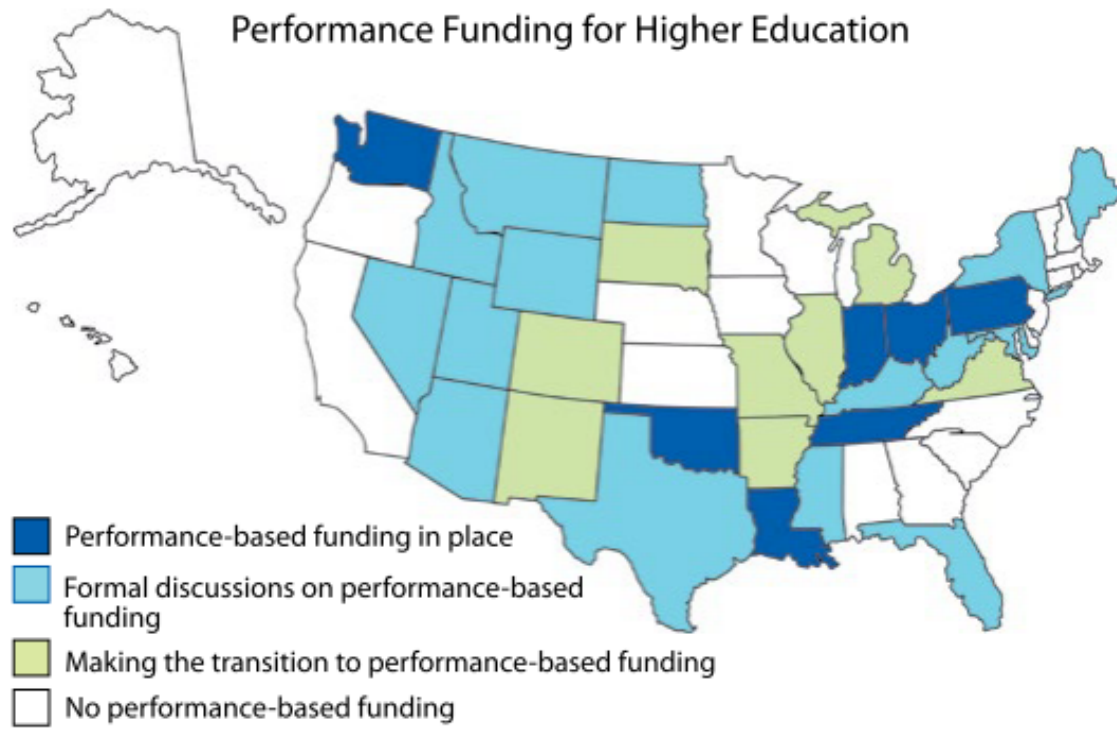 Performance Funding for Higher Education
Performance-based funding in place
Formal discussions on performance-based
funding
Making the transition to performance-based funding
No performance-based funding